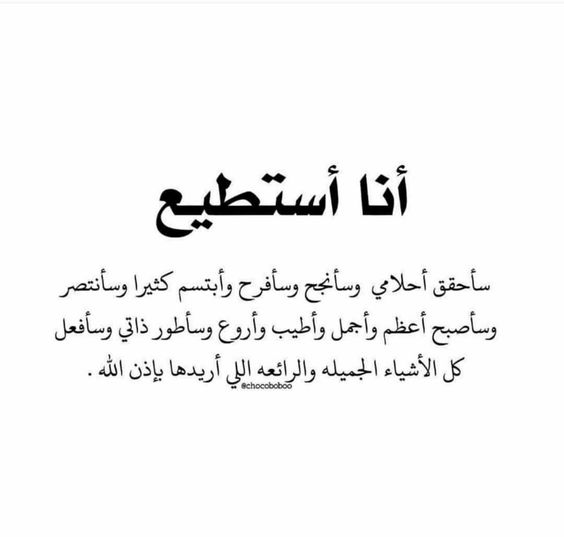 أنا أستطيع
سأحقق أحلامي وسأنجح وسأفرح وأبتسم كثيرا وسأنتصر
وسأصبح أعظم وأجمل وأطيب وأروع وسأطور ذاتي وسأفعل
كل الأشياء الجميله والرائعه اللي أريدها بإذن الله .
@chocoboboo